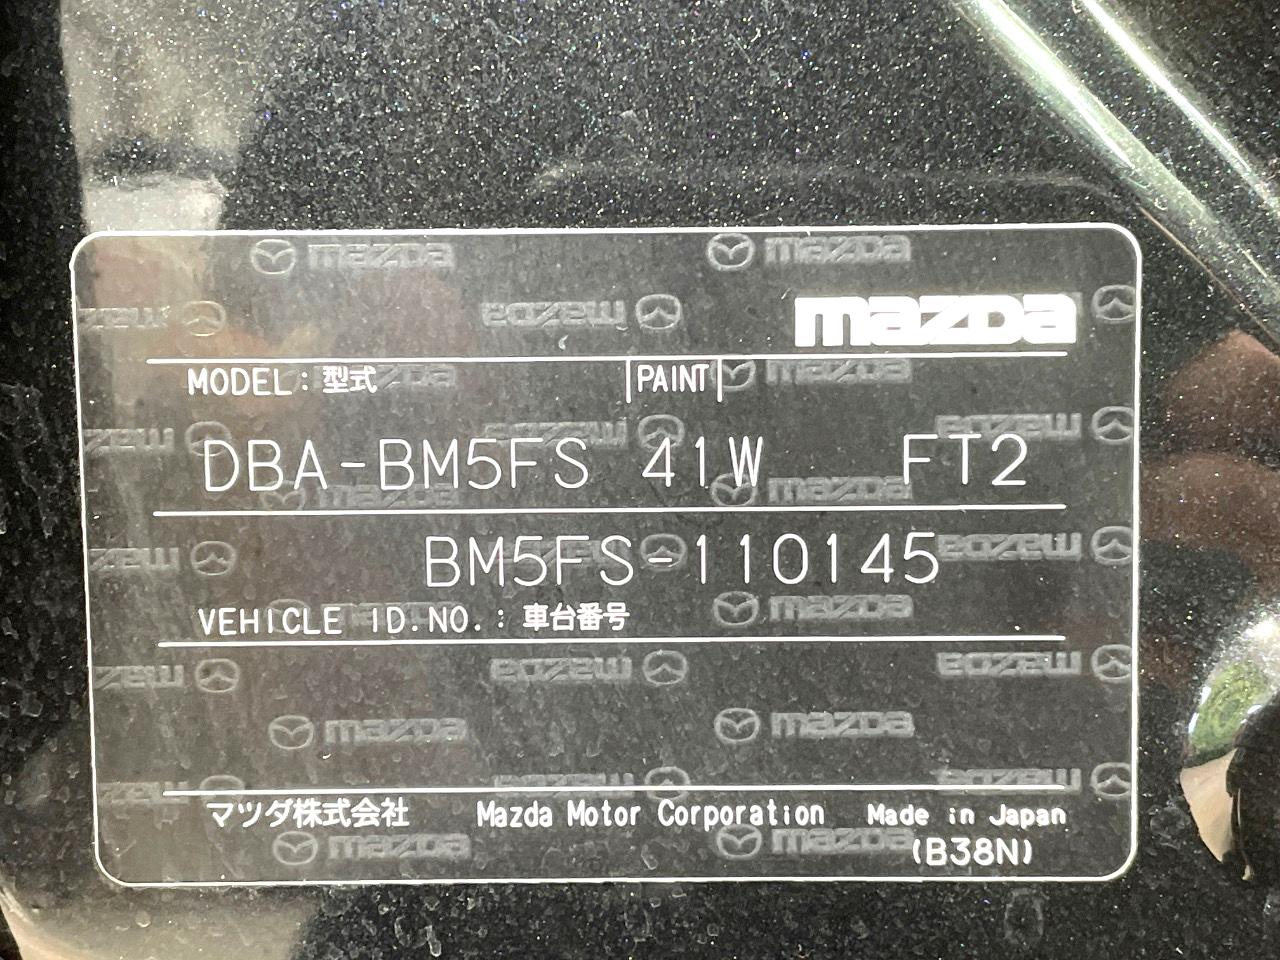 mazda
MODEL：型式 |PAINT|
DBA-BM5FS 41W FT2
BM5FS-110145
VEHICLE ID.NO.：車台番号
マツダ株式会社 Mazda Motor Corporation Made in Japan
(B38N)